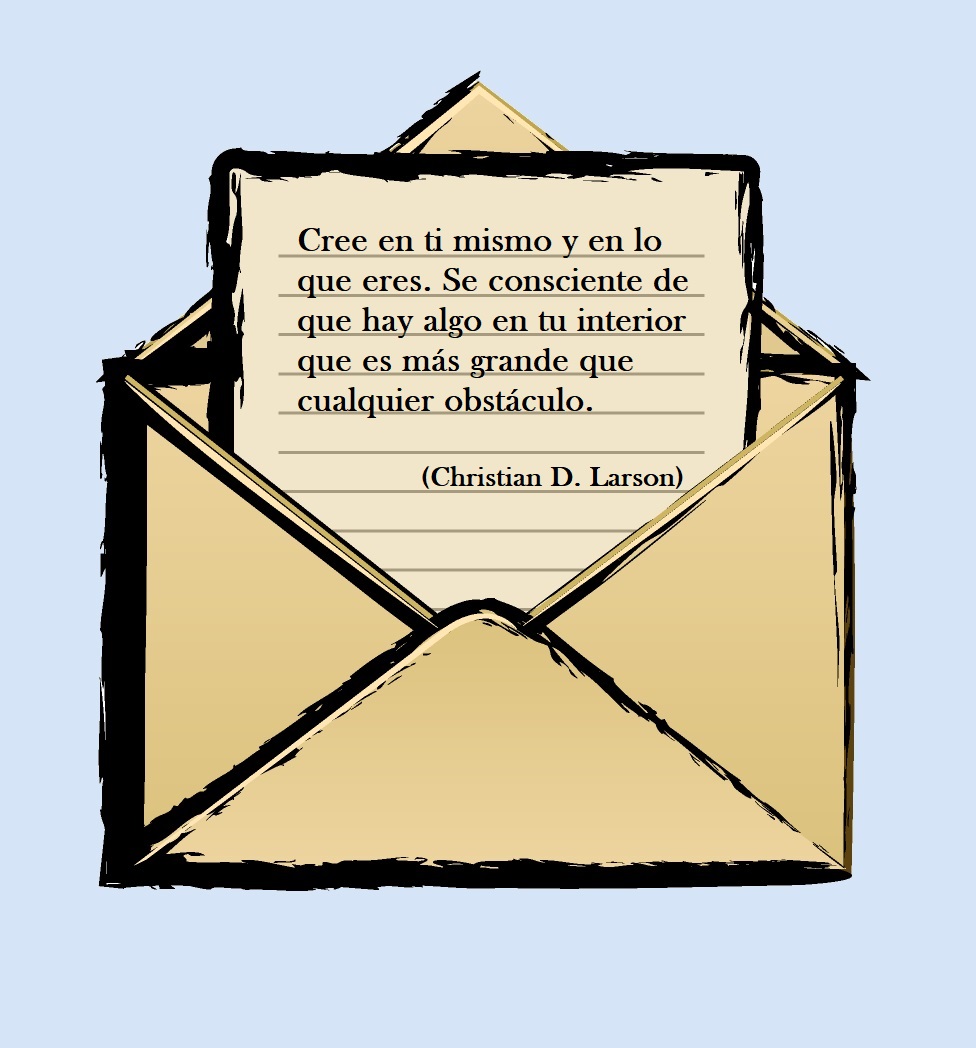 Cree en ti mismo y en lo
que eres. Se consciente de
que hay algo en tu interior
que es más grande que
cualquier obstáculo.
(Christian D. Larson)